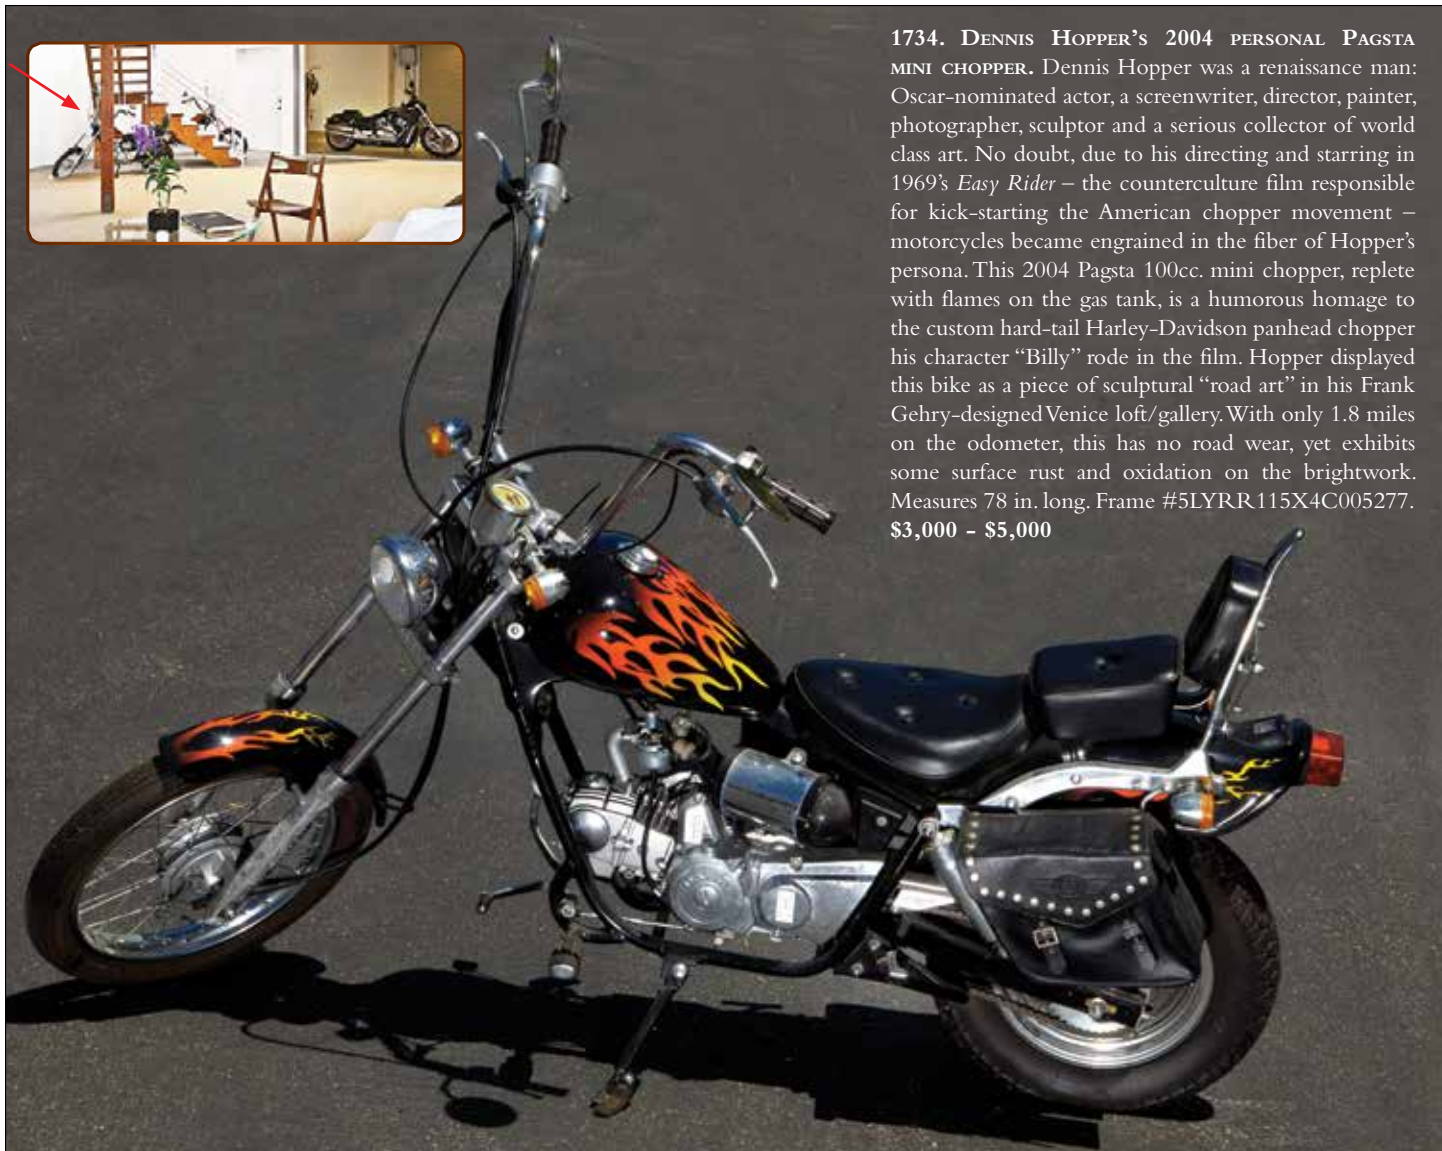 1734. Dennis Hopper's 2004 personal Pagsta
mini chopper. Dennis Hopper was a renaissance man:
Oscar-nominated actor, a screenwriter, director, painter,
photographer, sculptor and a serious collector of world
class art. No doubt, due to his directing and starring in
1969's Easy Rider – the counterculture film responsible
for kick-starting the American chopper movement –
motorcycles became engrained in the fiber of Hopper's
persona. This 2004 Pagsta 100cc. mini chopper, replete
with flames on the gas tank, is a humorous homage to
the custom hard-tail Harley-Davidson panhead chopper
his character “Billy” rode in the film. Hopper displayed
this bike as a piece of sculptural “road art” in his Frank
Gehry-designed Venice loft/gallery. With only 1.8 miles
on the odometer, this has no road wear, yet exhibits
some surface rust and oxidation on the brightwork.
Measures 78 in. long. Frame #5LYRR115X4C005277.
$3,000 - $5,000